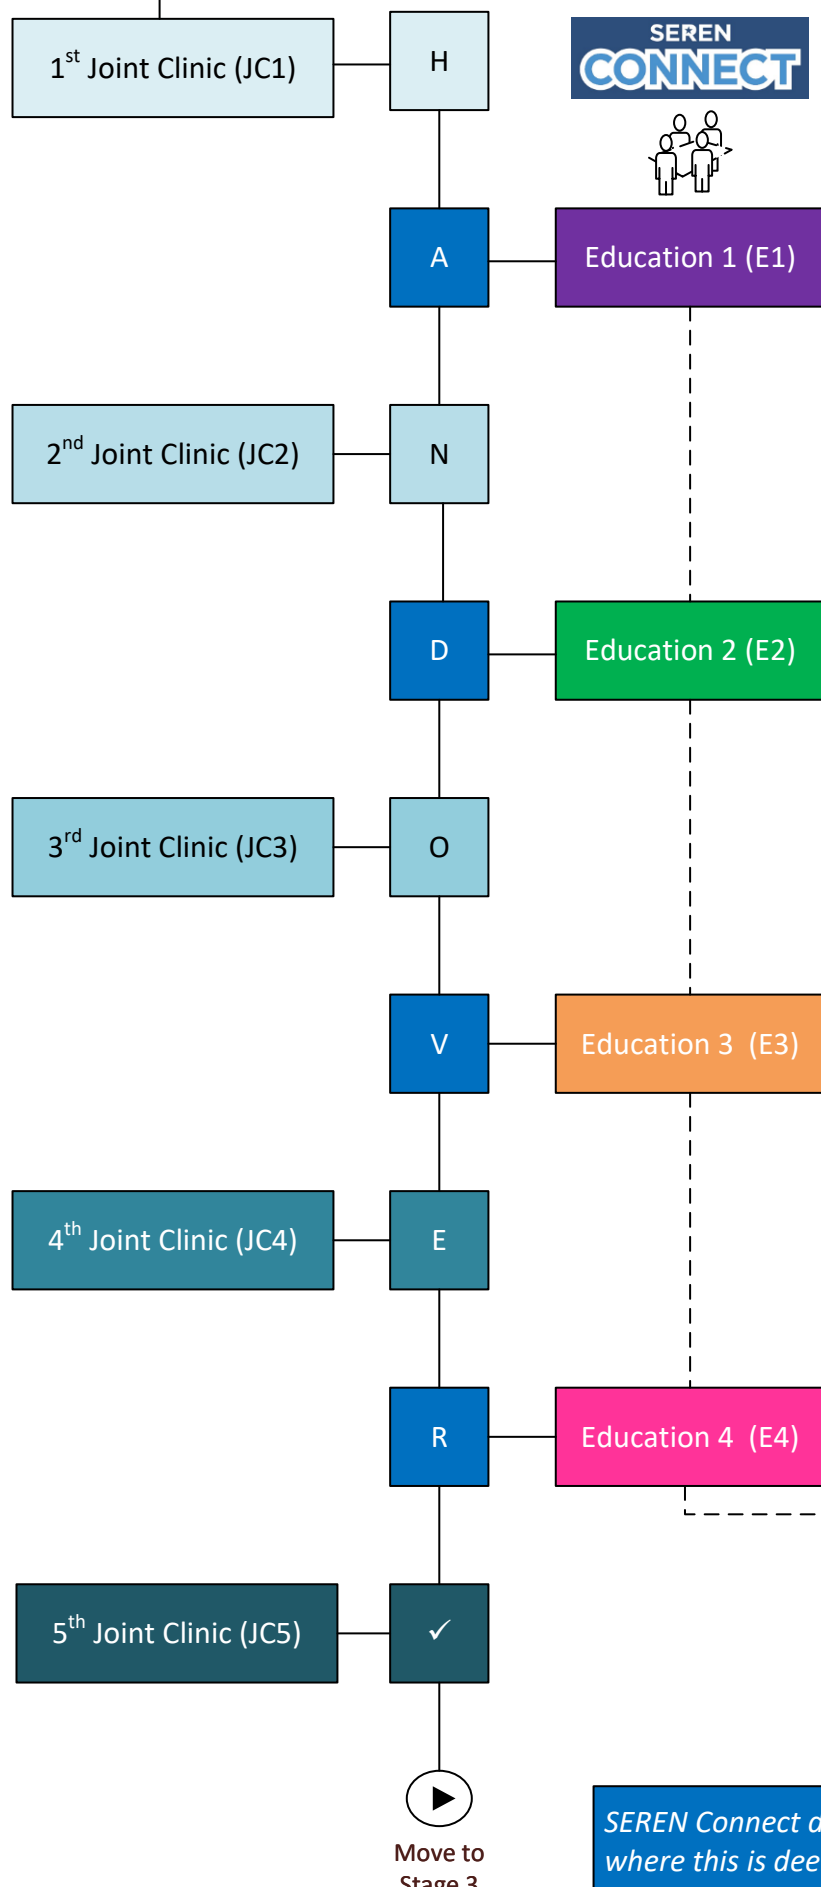 1st Joint Clinic (JC1)
H
SEREN
CONNECT
A
Education 1 (E1)
2nd Joint Clinic (JC2)
N
D
Education 2 (E2)
3rd Joint Clinic (JC3)
O
V
Education 3  (E3)
4th Joint Clinic (JC4)
E
R
Education 4  (E4)
5th Joint Clinic (JC5)
✓
Move to
Stage 3
SEREN Connect
where this is